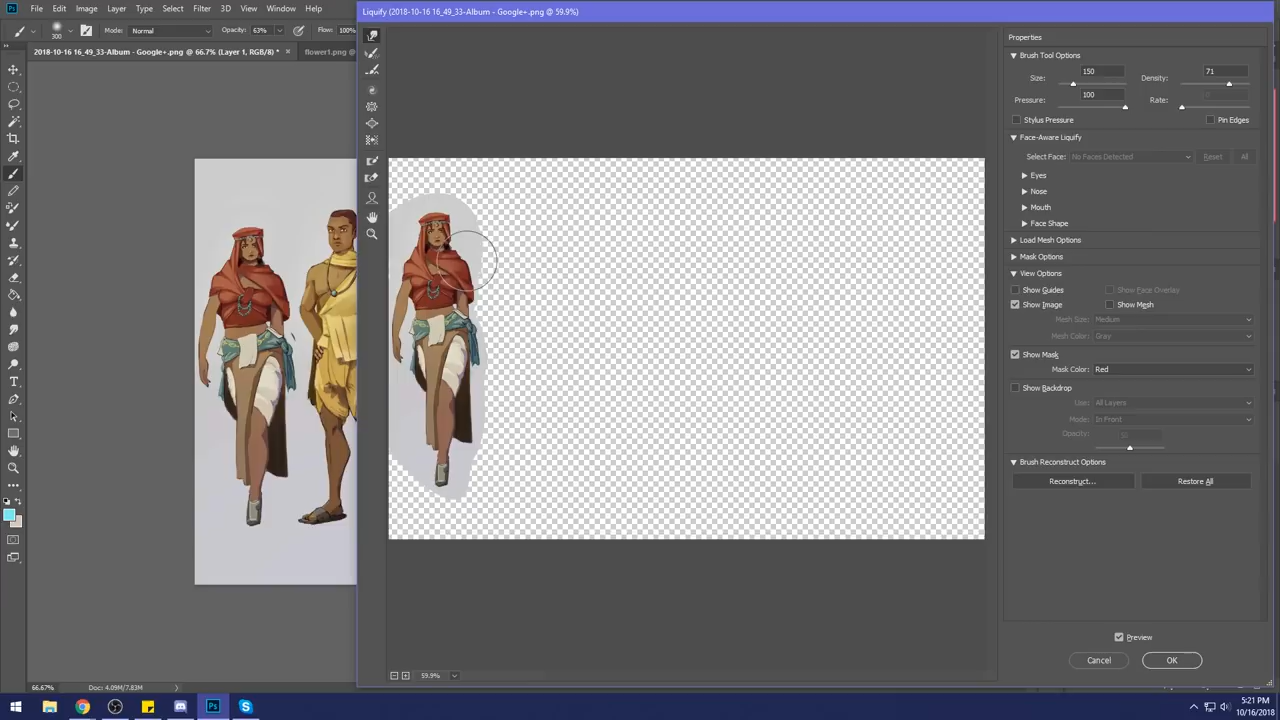 File Edit Image Layer Type Select Filter 3D View Window Help
Liquify (2018-10-16 16_49_33-Album - Google+.png @ 59.9%)
300 Mode: Normal Opacity: 63% Flow: 100%
2018-10-16 16_49_33-Album - Google+.png @ 66.7% (Layer 1, RGB/8) * × flower1.png @
Properties
Brush Tool Options
Size: 150 Density: 71
Pressure: 100 Rate:
Stylus Pressure Pin Edges
Face-Aware Liquify
Select Face: No Faces Detected Reset All
Eyes
Nose
Mouth
Face Shape
Load Mesh Options
Mask Options
View Options
Show Guides Show Face Overlay
Show Image Show Mesh
Mesh Size: Medium
Mesh Color: Gray
Show Mask
Mask Color: Red
Show Backdrop
Use: All Layers
Mode: In Front
Opacity: 50
Brush Reconstruct Options
Reconstruct... Restore All
Preview
Cancel OK
59.9%
66.67% Doc: 4.09M/7.83M
5:21 PM
10/16/2018